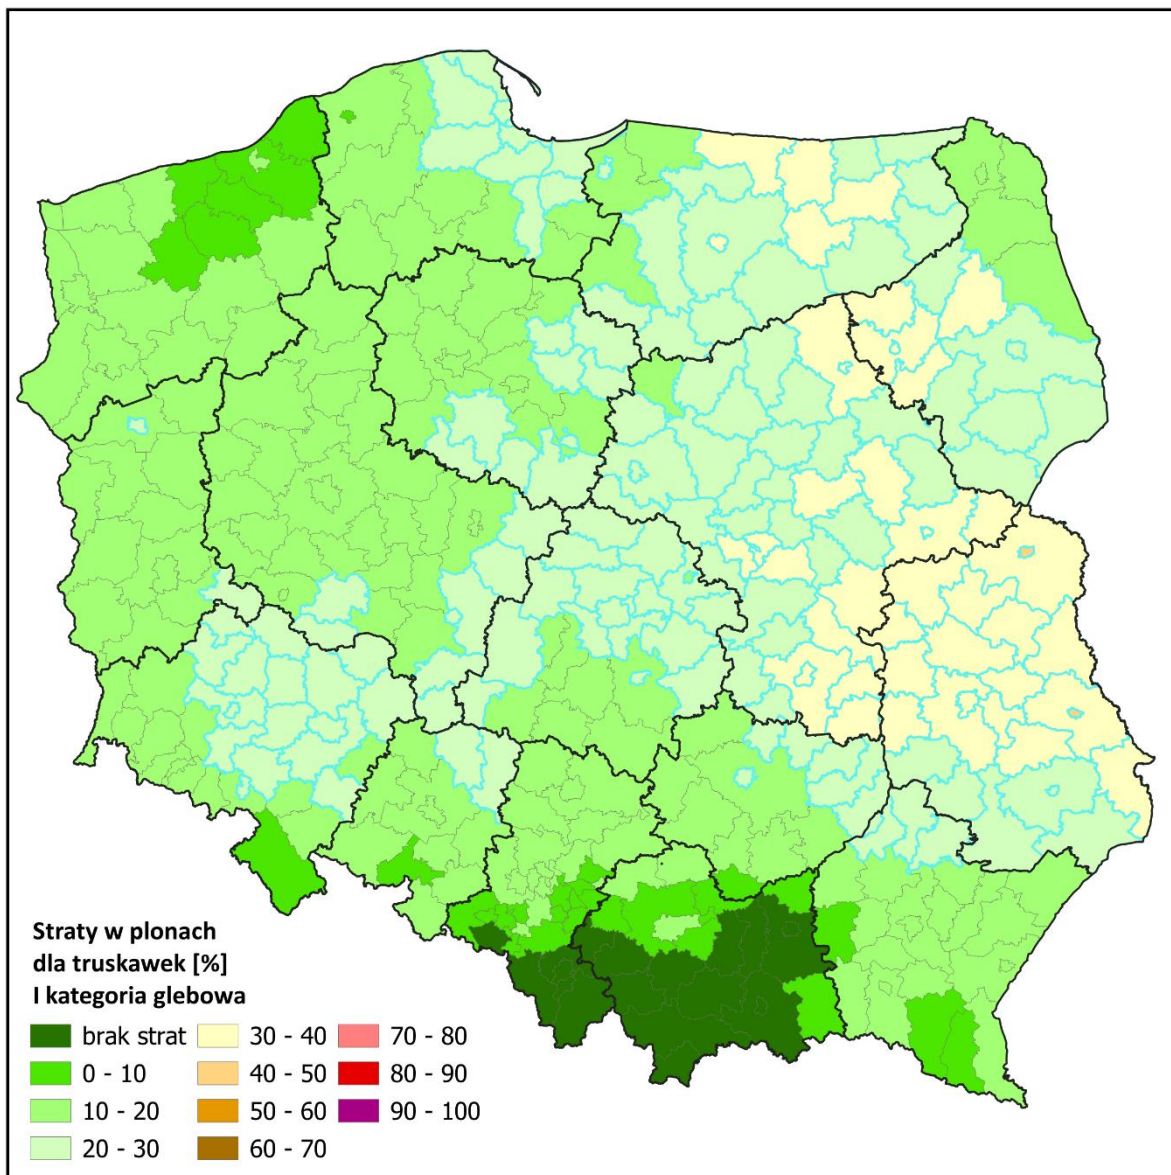 Straty w plonach
dla truskawek [%]
I kategoria glebowa
brak strat
0 - 10
10 - 20
20 - 30
30 - 40
40 - 50
50 - 60
60 - 70
70 - 80
80 - 90
90 - 100